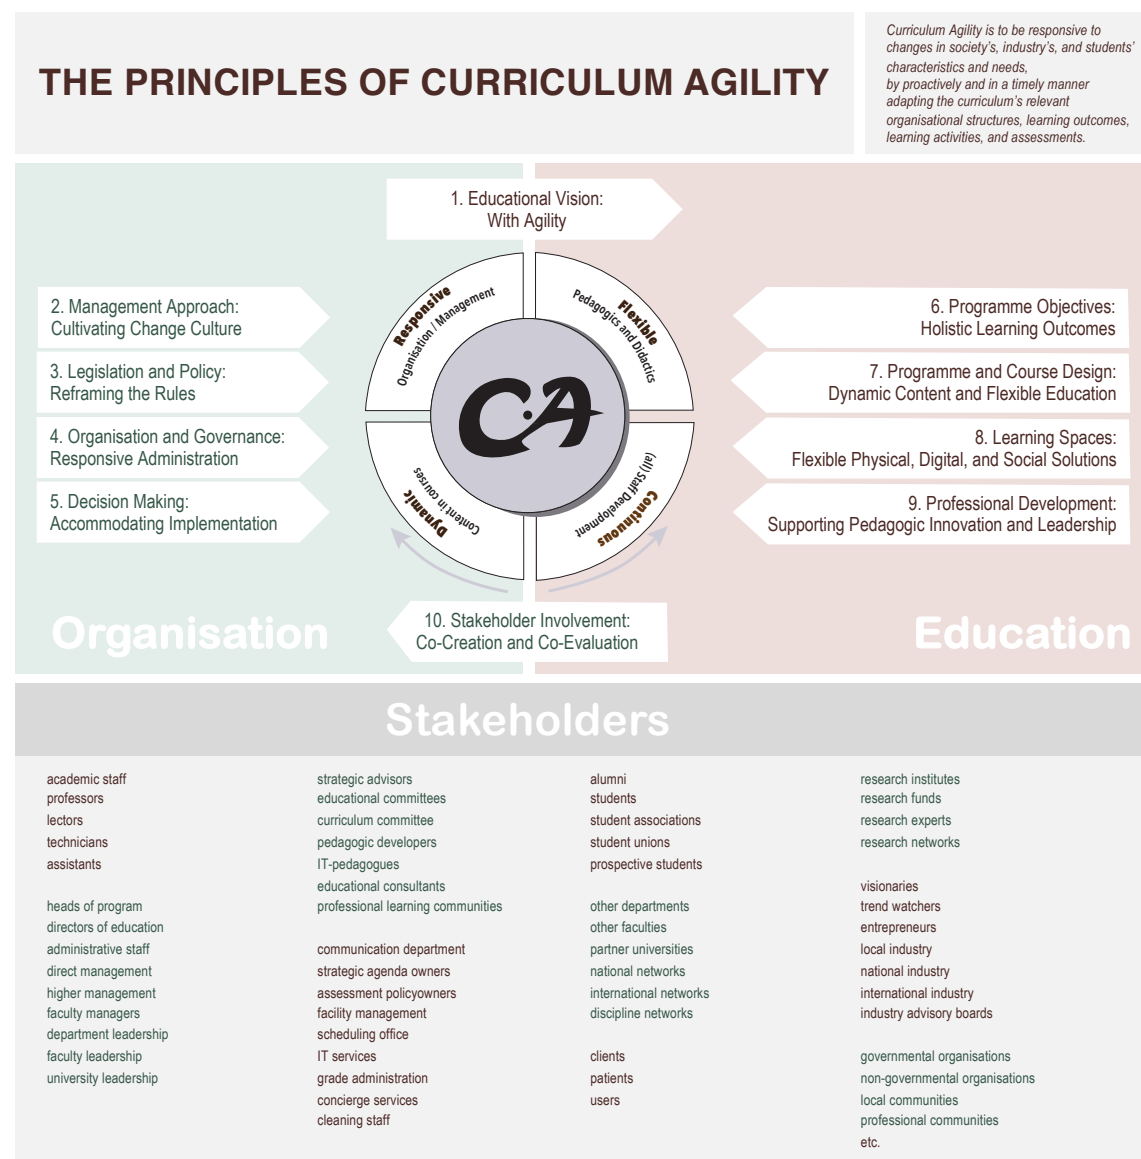 THE PRINCIPLES OF CURRICULUM AGILITY
Curriculum Agility is to be responsive to
changes in society's, industry's, and students'
characteristics and needs,
by proactively and in a timely manner
adapting the curriculum's relevant
organisational structures, learning outcomes,
learning activities, and assessments.
1. Educational Vision:
With Agility
2. Management Approach:
Cultivating Change Culture
3. Legislation and Policy:
Reframing the Rules
4. Organisation and Governance:
Responsive Administration
5. Decision Making:
Accommodating Implementation
Responsive
Organisation / Management
Flexible
Pedagogics and Didactics
CA
Dynamic
Content in courses
Continuous
(all) Staff Development
6. Programme Objectives:
Holistic Learning Outcomes
7. Programme and Course Design:
Dynamic Content and Flexible Education
8. Learning Spaces:
Flexible Physical, Digital, and Social Solutions
9. Professional Development:
Supporting Pedagogic Innovation and Leadership
10. Stakeholder Involvement:
Co-Creation and Co-Evaluation
Organisation
Education
Stakeholders
academic staff
professors
lectors
technicians
assistants
heads of program
directors of education
administrative staff
direct management
higher management
faculty managers
department leadership
faculty leadership
university leadership
strategic advisors
educational committees
curriculum committee
pedagogic developers
IT-pedagogues
educational consultants
professional learning communities
communication department
strategic agenda owners
assessment policyowners
facility management
scheduling office
IT services
grade administration
concierge services
cleaning staff
alumni
students
student associations
student unions
prospective students
other departments
other faculties
partner universities
national networks
international networks
discipline networks
clients
patients
users
research institutes
research funds
research experts
research networks
visionaries
trend watchers
entrepreneurs
local industry
national industry
international industry
industry advisory boards
governmental organisations
non-governmental organisations
local communities
professional communities
etc.